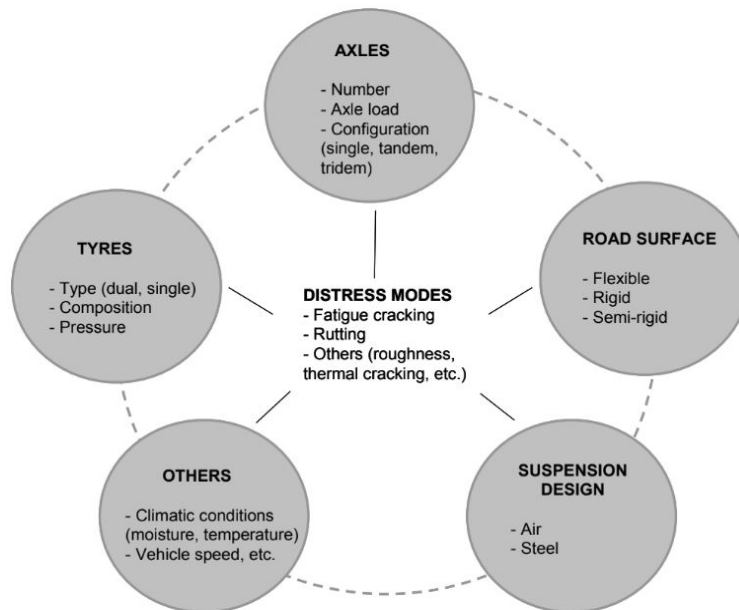 AXLES
- Number
- Axle load
- Configuration
(single, tandem,
tridem)
TYRES
- Type (dual, single)
- Composition
- Pressure
ROAD SURFACE
- Flexible
- Rigid
- Semi-rigid
DISTRESS MODES
- Fatigue cracking
- Rutting
- Others (roughness,
thermal cracking, etc.)
OTHERS
- Climatic conditions
(moisture, temperature)
- Vehicle speed, etc.
SUSPENSION
DESIGN
- Air
- Steel